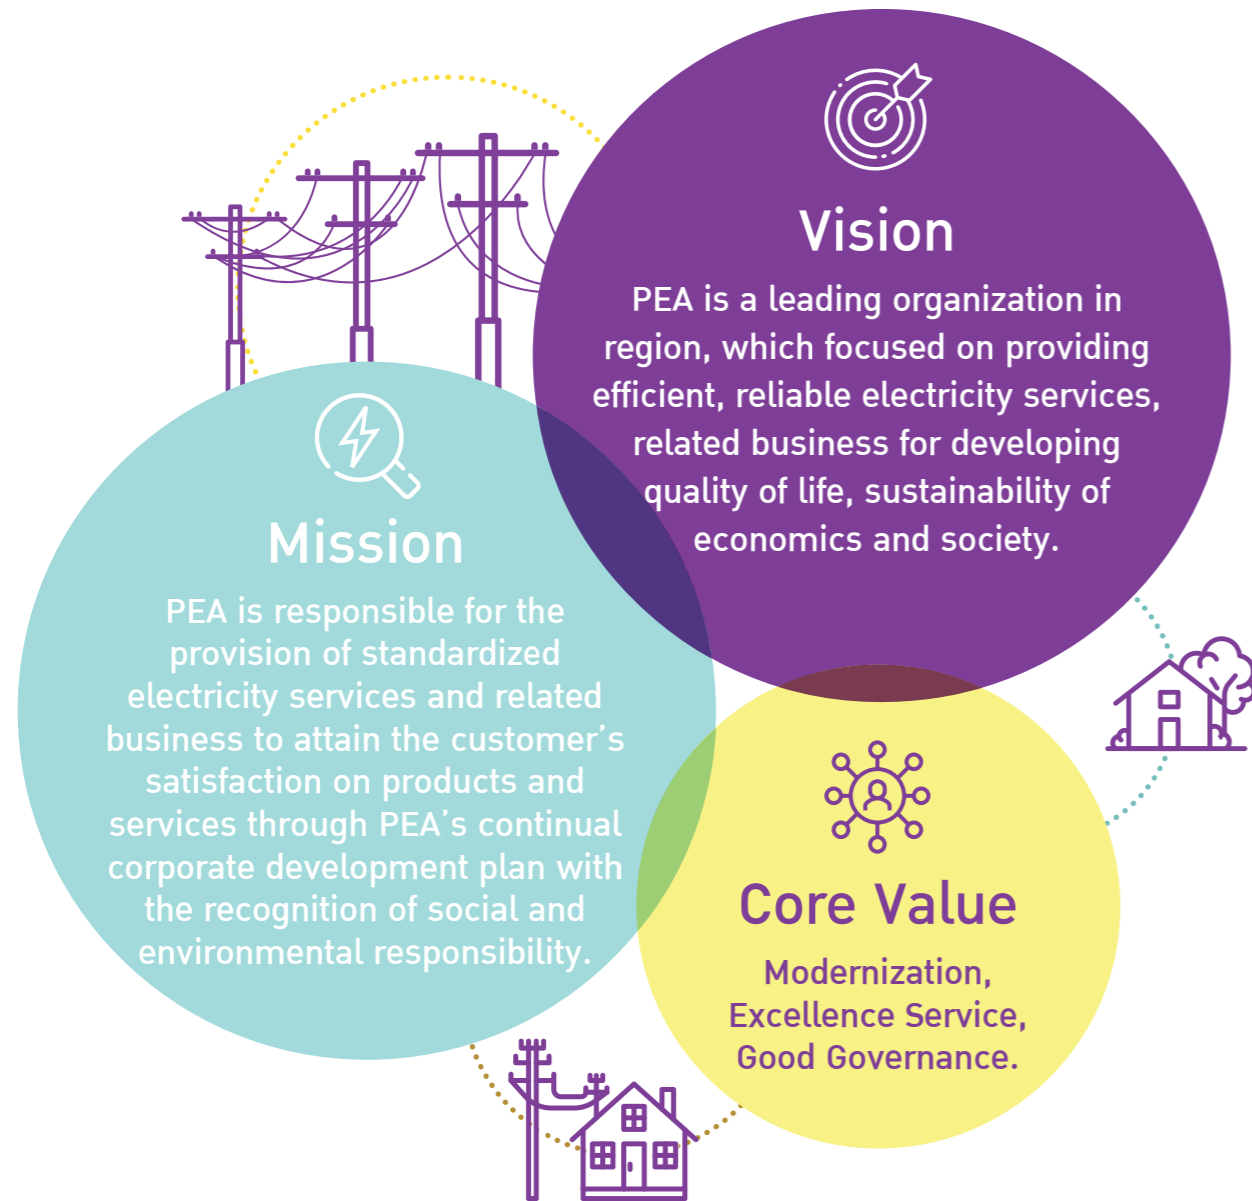 Vision
PEA is a leading organization in
region, which focused on providing
efficient, reliable electricity services,
related business for developing
quality of life, sustainability of
economics and society.
Mission
PEA is responsible for the
provision of standardized
electricity services and related
business to attain the customer’s
satisfaction on products and
services through PEA’s continual
corporate development plan with
the recognition of social and
environmental responsibility.
Core Value
Modernization,
Excellence Service,
Good Governance.